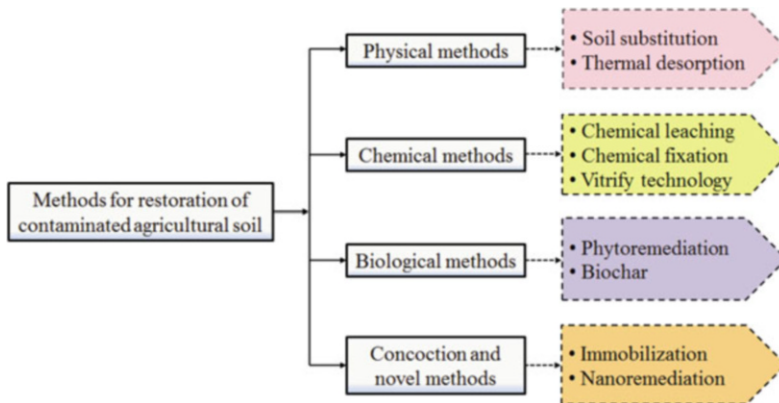 Methods for restoration of
contaminated agricultural soil
Physical methods
• Soil substitution
• Thermal desorption
Chemical methods
• Chemical leaching
• Chemical fixation
• Vitrify technology
Biological methods
• Phytoremediation
• Biochar
Concoction and
novel methods
• Immobilization
• Nanoremediation